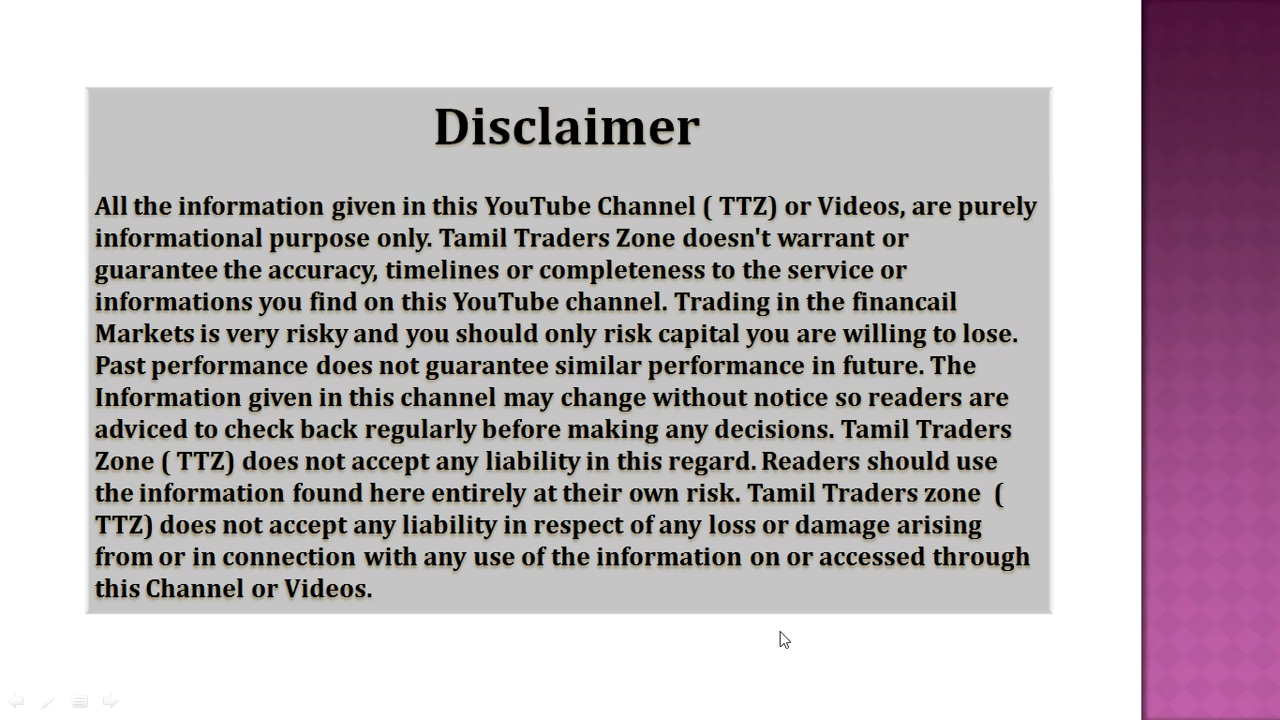 Disclaimer
All the information given in this YouTube Channel ( TTZ) or Videos, are purely
informational purpose only. Tamil Traders Zone doesn't warrant or
guarantee the accuracy, timelines or completeness to the service or
informations you find on this YouTube channel. Trading in the financail
Markets is very risky and you should only risk capital you are willing to lose.
Past performance does not guarantee similar performance in future. The
Information given in this channel may change without notice so readers are
adviced to check back regularly before making any decisions. Tamil Traders
Zone ( TTZ) does not accept any liability in this regard. Readers should use
the information found here entirely at their own risk. Tamil Traders zone (
TTZ) does not accept any liability in respect of any loss or damage arising
from or in connection with any use of the information on or accessed through
this Channel or Videos.